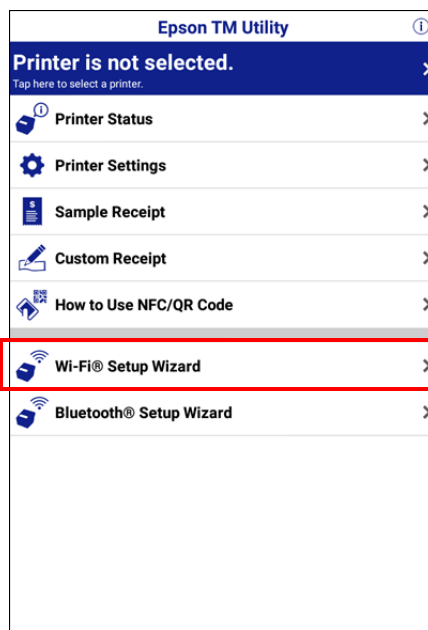 Epson TM Utility
Printer is not selected.
Tap here to select a printer.
Printer Status
Printer Settings
$
Sample Receipt
Custom Receipt
How to Use NFC/QR Code
Wi-Fi® Setup Wizard
Bluetooth® Setup Wizard